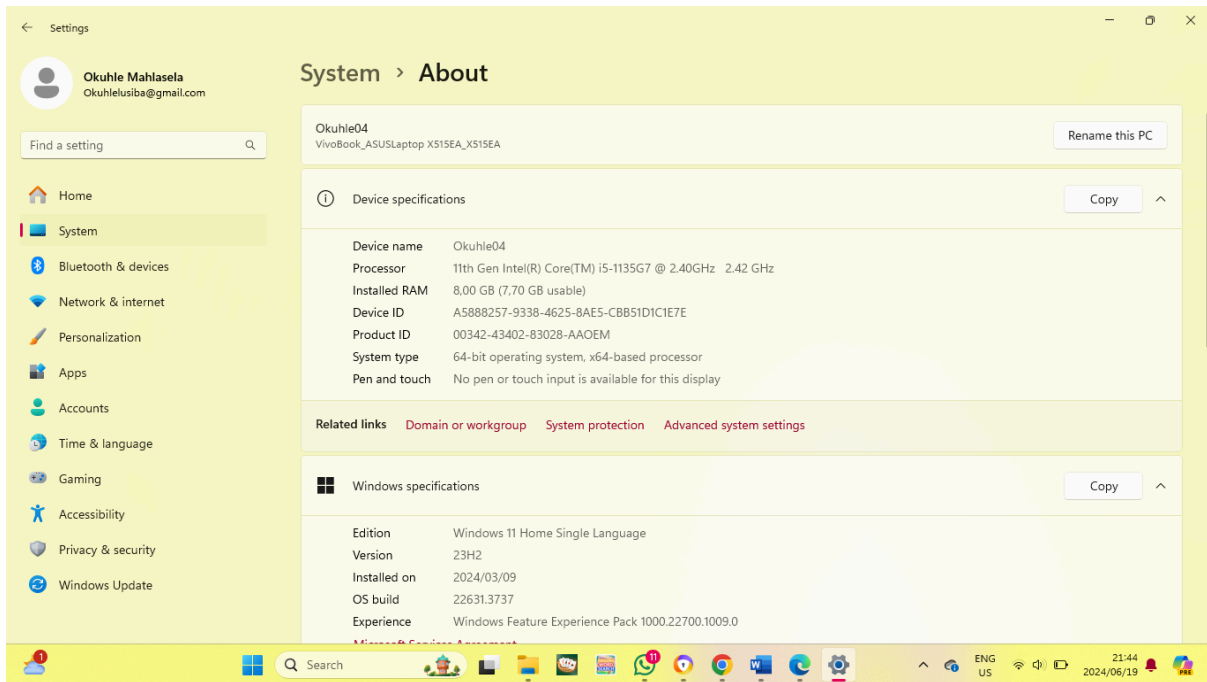 Settings
Okuhle Mahlasela
Okuhlelusiba@gmail.com
Find a setting
Home
System
Bluetooth & devices
Network & internet
Personalization
Apps
Accounts
Time & language
Gaming
Accessibility
Privacy & security
Windows Update
System > About
Okuhle04
VivoBook_ASUSLaptop X515EA_X515EA
Rename this PC
Device specifications
Copy
Device name Okuhle04
Processor 11th Gen Intel(R) Core(TM) i5-1135G7 @ 2.40GHz 2.42 GHz
Installed RAM 8,00 GB (7,70 GB usable)
Device ID A5888257-9338-4625-8AE5-CBB51D1C1E7E
Product ID 00342-43402-83028-AAOEM
System type 64-bit operating system, x64-based processor
Pen and touch No pen or touch input is available for this display
Related links Domain or workgroup System protection Advanced system settings
Windows specifications
Copy
Edition Windows 11 Home Single Language
Version 23H2
Installed on 2024/03/09
OS build 22631.3737
Experience Windows Feature Experience Pack 1000.22700.1009.0
Microsoft Services Agreement
1
Search
11
ENG
US
21:44
2024/06/19
PRE